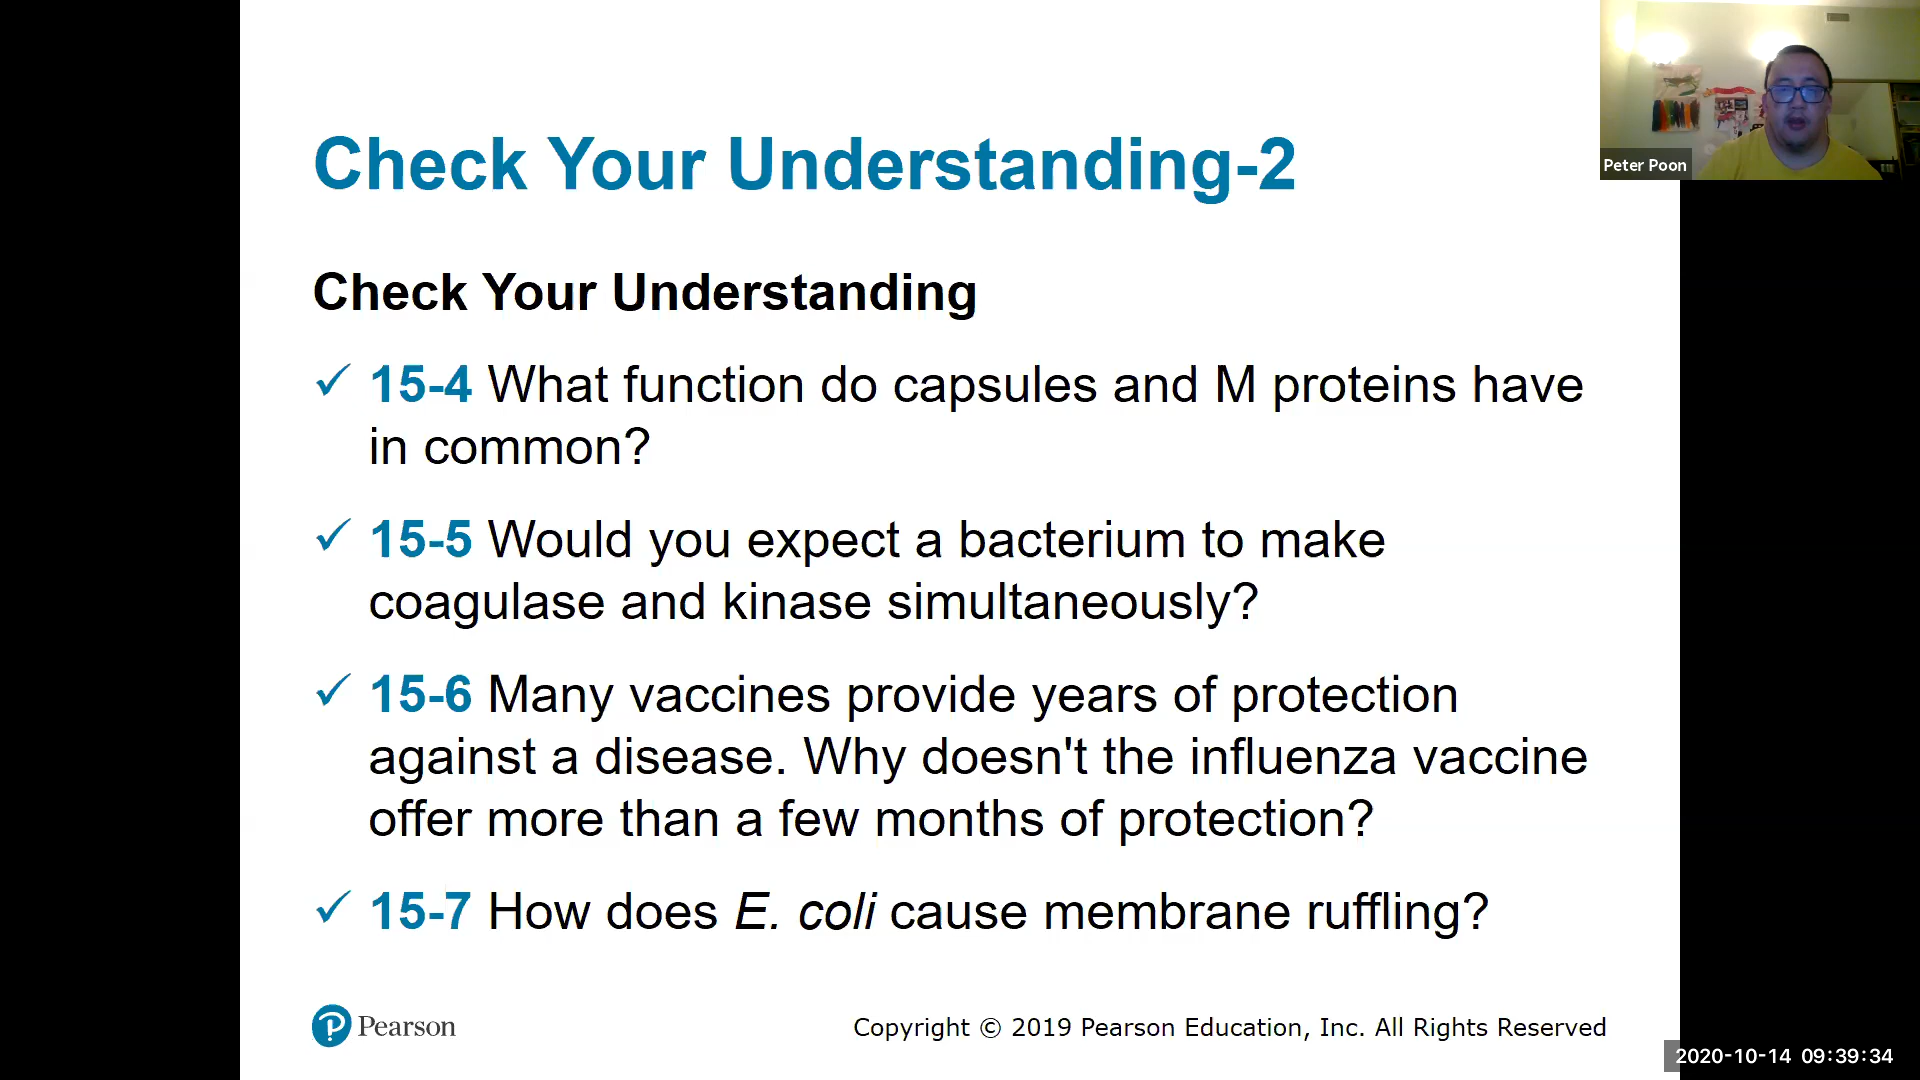 Check Your Understanding-2
Peter Poon
Check Your Understanding
✓ 15-4 What function do capsules and M proteins have
in common?
✓ 15-5 Would you expect a bacterium to make
coagulase and kinase simultaneously?
✓ 15-6 Many vaccines provide years of protection
against a disease. Why doesn't the influenza vaccine
offer more than a few months of protection?
✓ 15-7 How does E. coli cause membrane ruffling?
Pearson
Copyright © 2019 Pearson Education, Inc. All Rights Reserved
2020-10-14 09:39:34